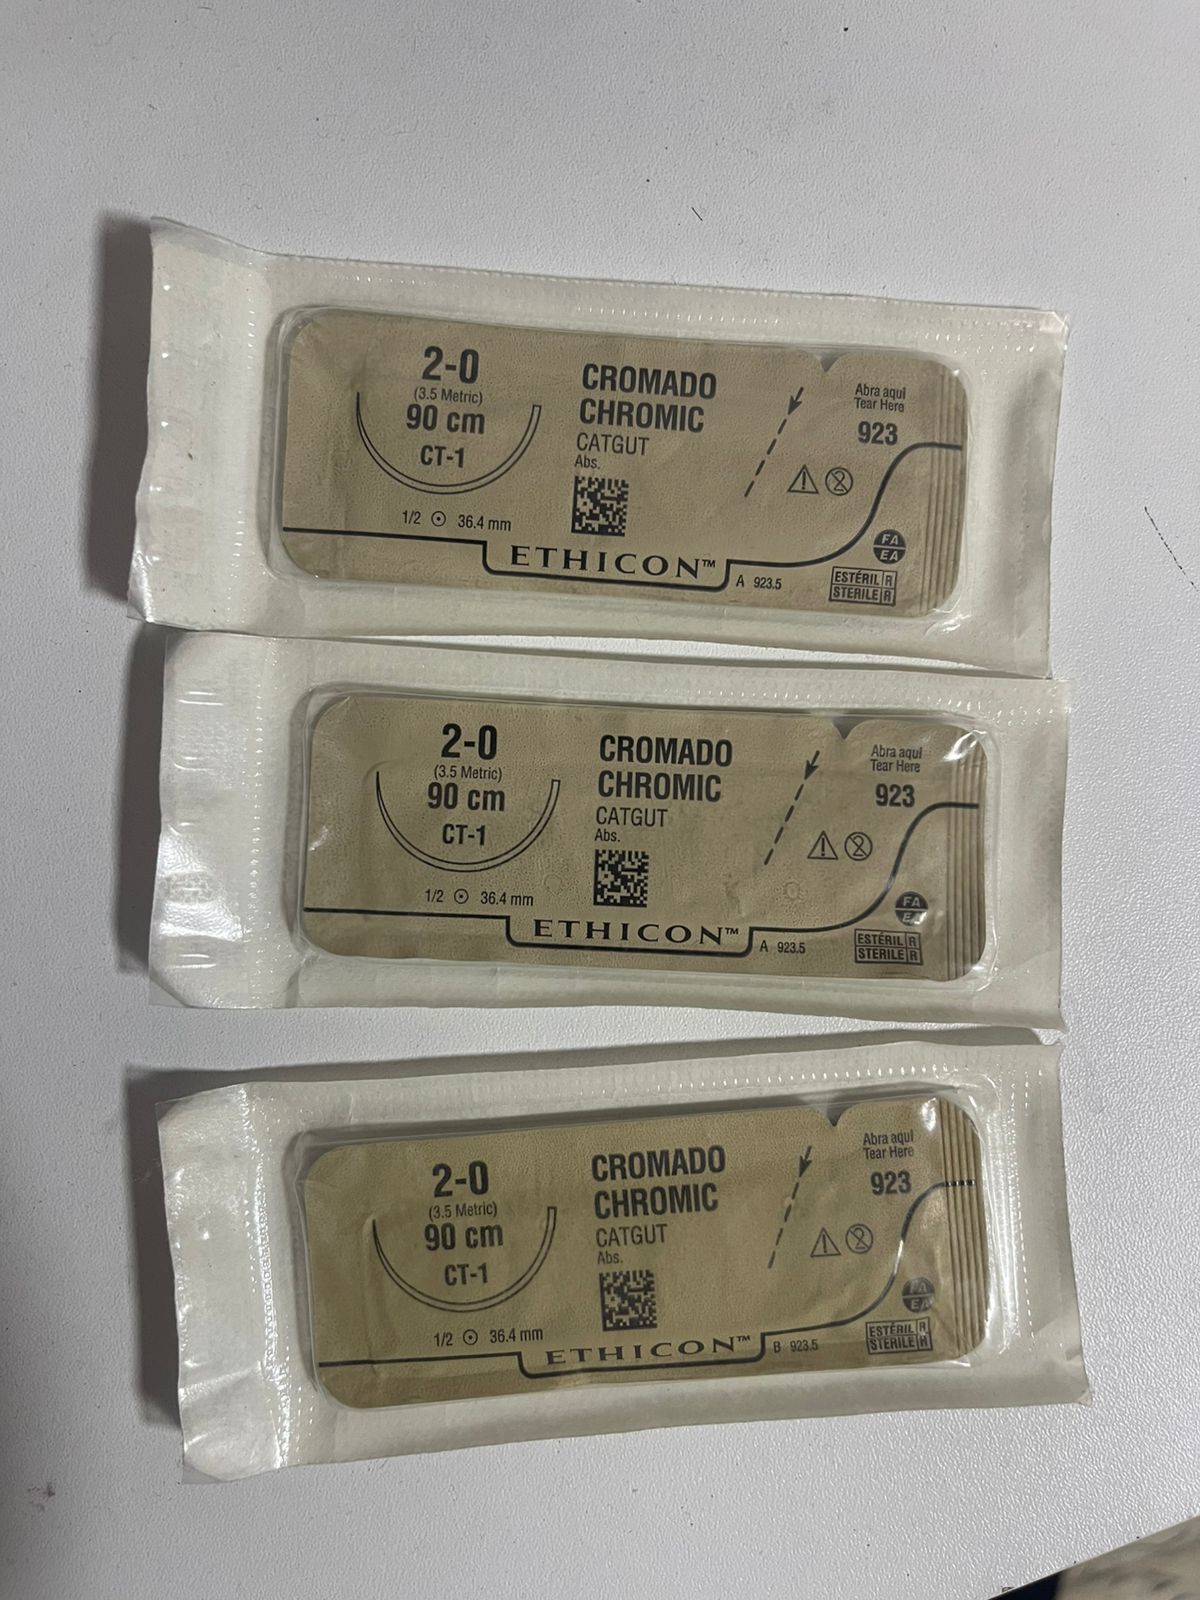 2-0
(3.5 Metric)
90 cm
CT-1
1/2 36.4 mm
CROMADO
CHROMIC
CATGUT
Abs.
Abra aquí
Tear Here
923
FA
EA
ETHICON™
A 923.5
ESTÉRIL R
STERILE R
2-0
(3.5 Metric)
90 cm
CT-1
1/2 36.4 mm
CROMADO
CHROMIC
CATGUT
Abs.
Abra aquí
Tear Here
923
FA
EA
ETHICON™
A 923.5
ESTÉRIL R
STERILE R
2-0
(3.5 Metric)
90 cm
CT-1
1/2 36.4 mm
CROMADO
CHROMIC
CATGUT
Abs.
Abra aquí
Tear Here
923
FA
EA
ETHICON™
B 923.5
ESTÉRIL R
STERILE R